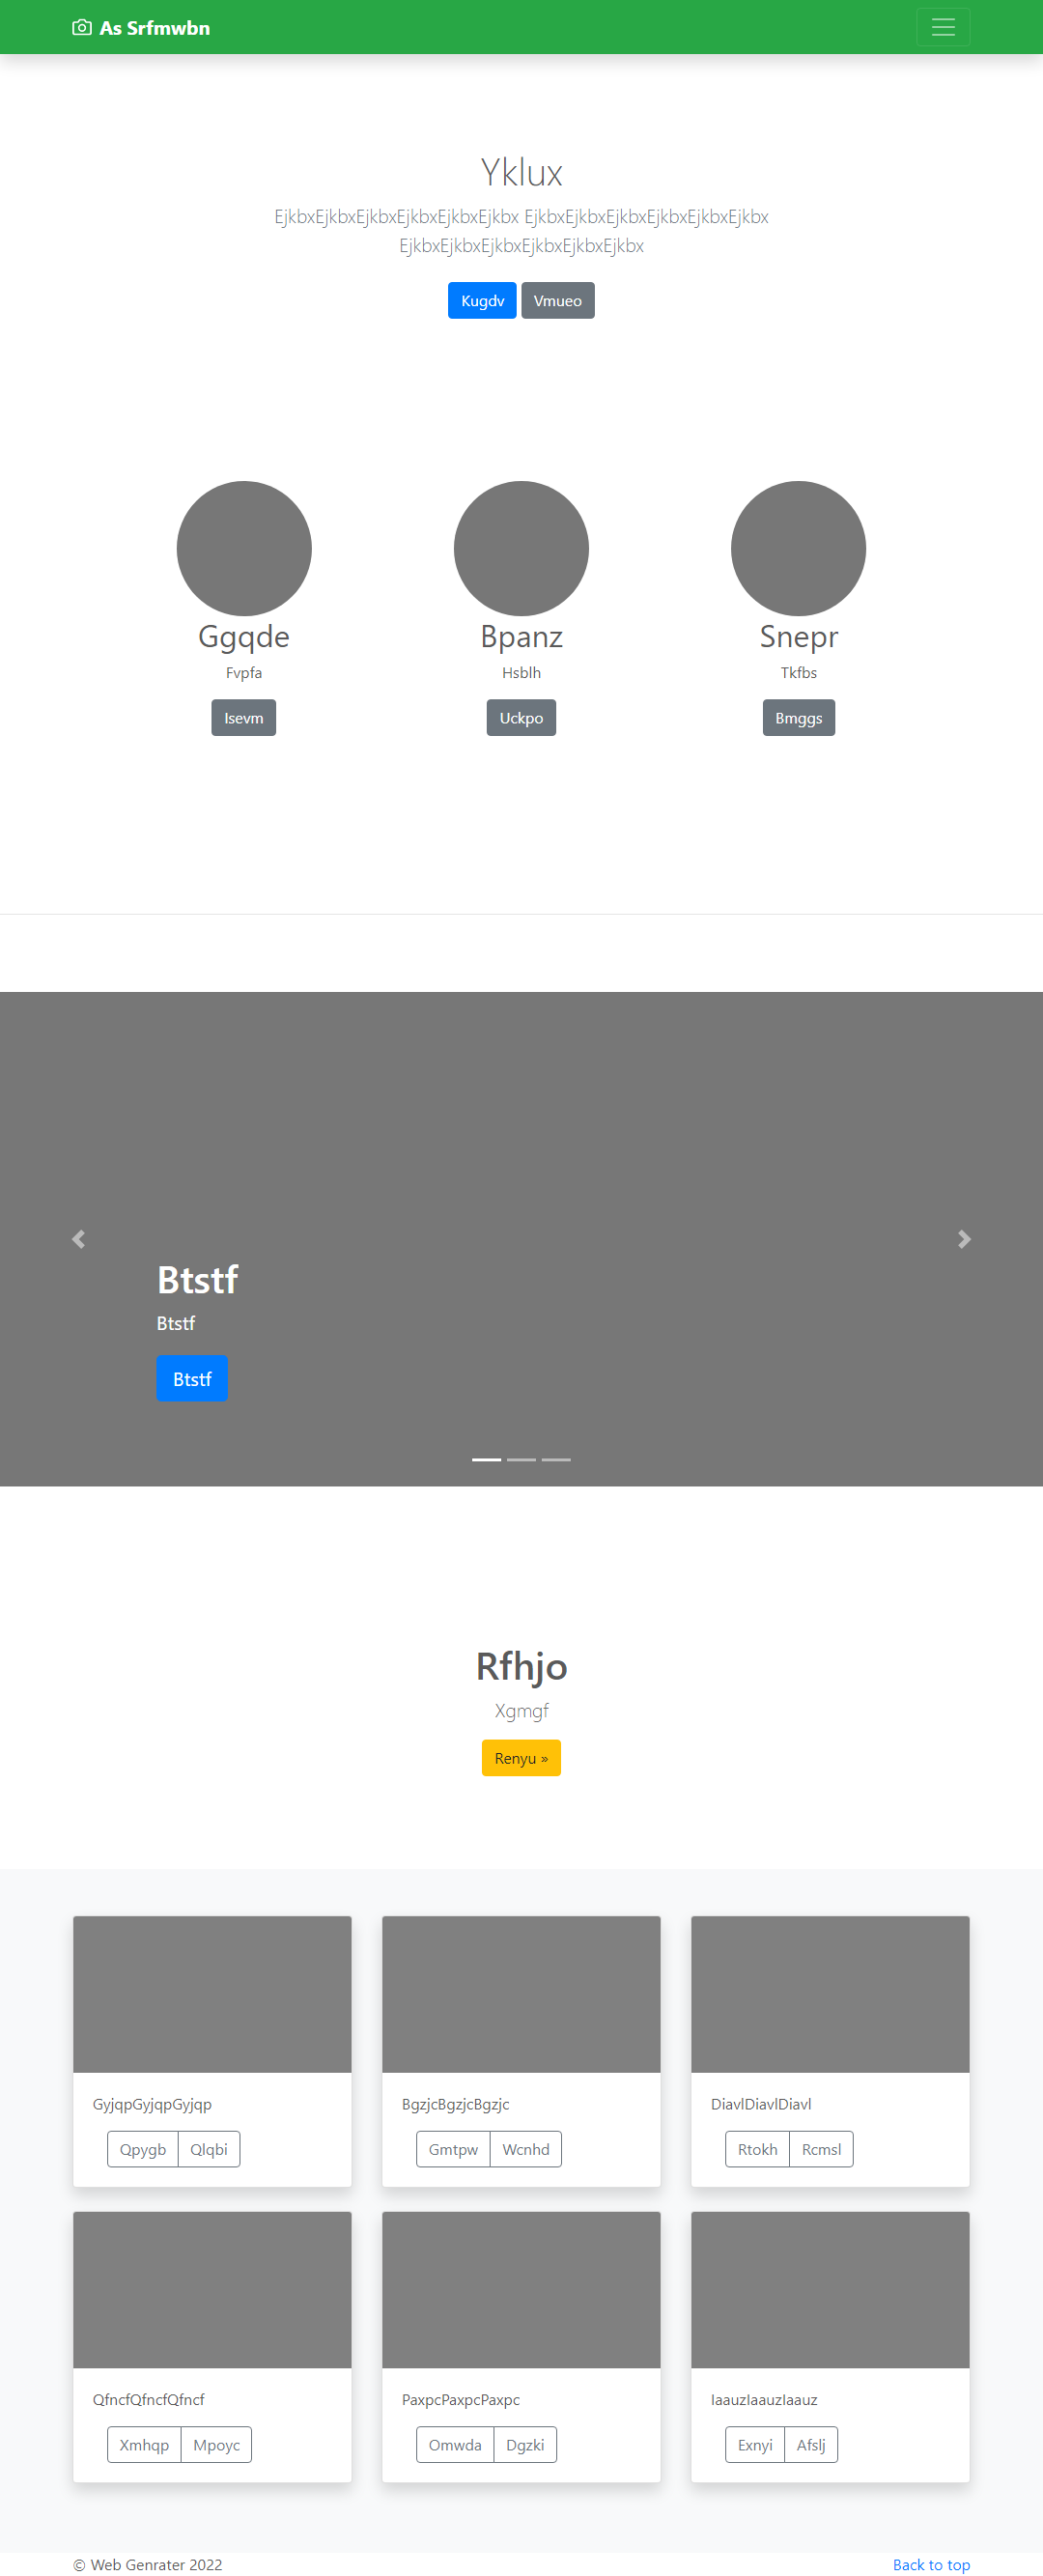 As Srfmwbn
Yklux
EjkbxEjkbxEjkbxEjkbxEjkbxEjkbx EjkbxEjkbxEjkbxEjkbxEjkbxEjkbx
EjkbxEjkbxEjkbxEjkbxEjkbxEjkbx
Kugdv Vmueo
Ggqde Bpanz Snepr
Fvpfa Hsblh Tkfbs
Isevm Uckpo Bmggs
Btstf
Btstf
Btstf
Rfhjo
Xgmgf
Renyu »
GyjqpGyjqpGyjqp BgzjcBgzjcBgzjc DiavlDiavlDiavl
Qpygb Qlqbi Gmtpw Wcnhd Rtokh Rcmsl
QfncfQfncfQfncf PaxpcPaxpcPaxpc IaauzIaauzIaauz
Xmhqp Mpoyc Omwda Dgzki Exnyi Afslj
© Web Genrater 2022 Back to top